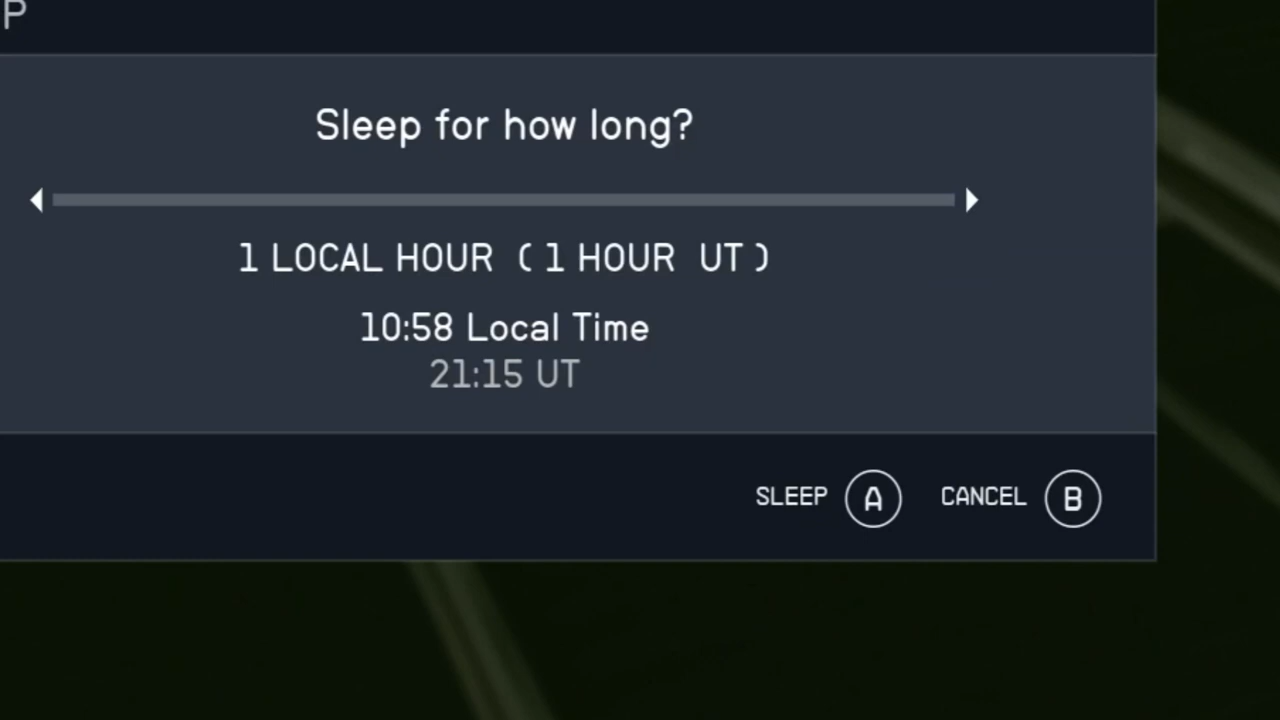 P
Sleep for how long?
1 LOCAL HOUR ( 1 HOUR UT )
10:58 Local Time
21:15 UT
SLEEP A CANCEL B